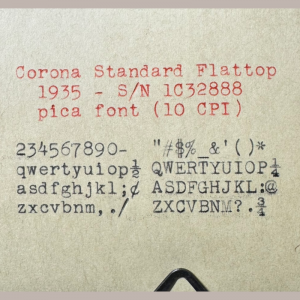 Corona Standard Flattop
1935 - S/N 1C32888
pica font (10 CPI)
234567890- "#$%_&'()*
qwertyuiop½ QWERTYUIOP¼
asdfghjkl;¢ ASDFGHJKL:@
zxcvbnm,./ ZXCVBNM?.¾